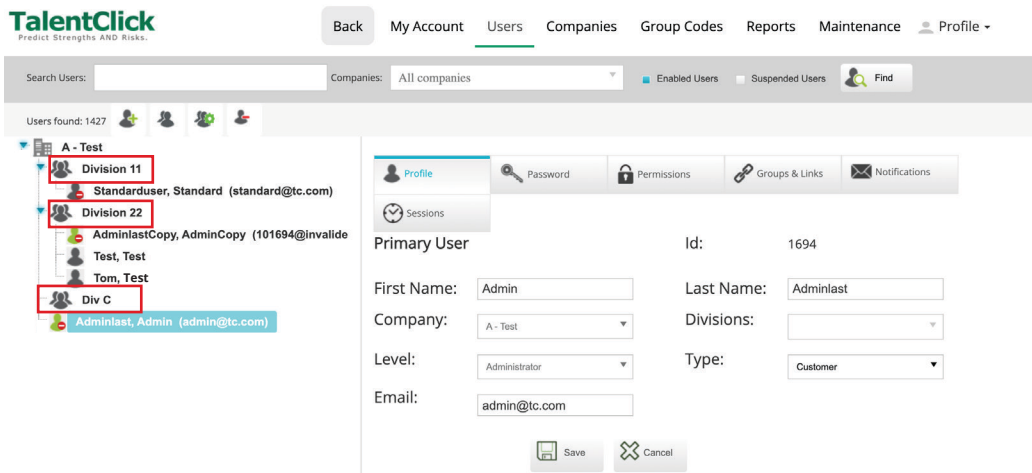 TalentClick
Predict Strengths AND Risks.
Back My Account Users Companies Group Codes Reports Maintenance Profile
Search Users: Companies: All companies Enabled Users Suspended Users Find
Users found: 1427
A - Test
Division 11
Standarduser, Standard (standard@tc.com)
Division 22
AdminlastCopy, AdminCopy (101694@invalide
Test, Test
Tom, Test
Div C
Adminlast, Admin (admin@tc.com)
Profile Password Permissions Groups & Links Notifications
Sessions
Primary User Id: 1694
First Name: Admin Last Name: Adminlast
Company: A - Test Divisions:
Level: Administrator Type: Customer
Email: admin@tc.com
Save Cancel